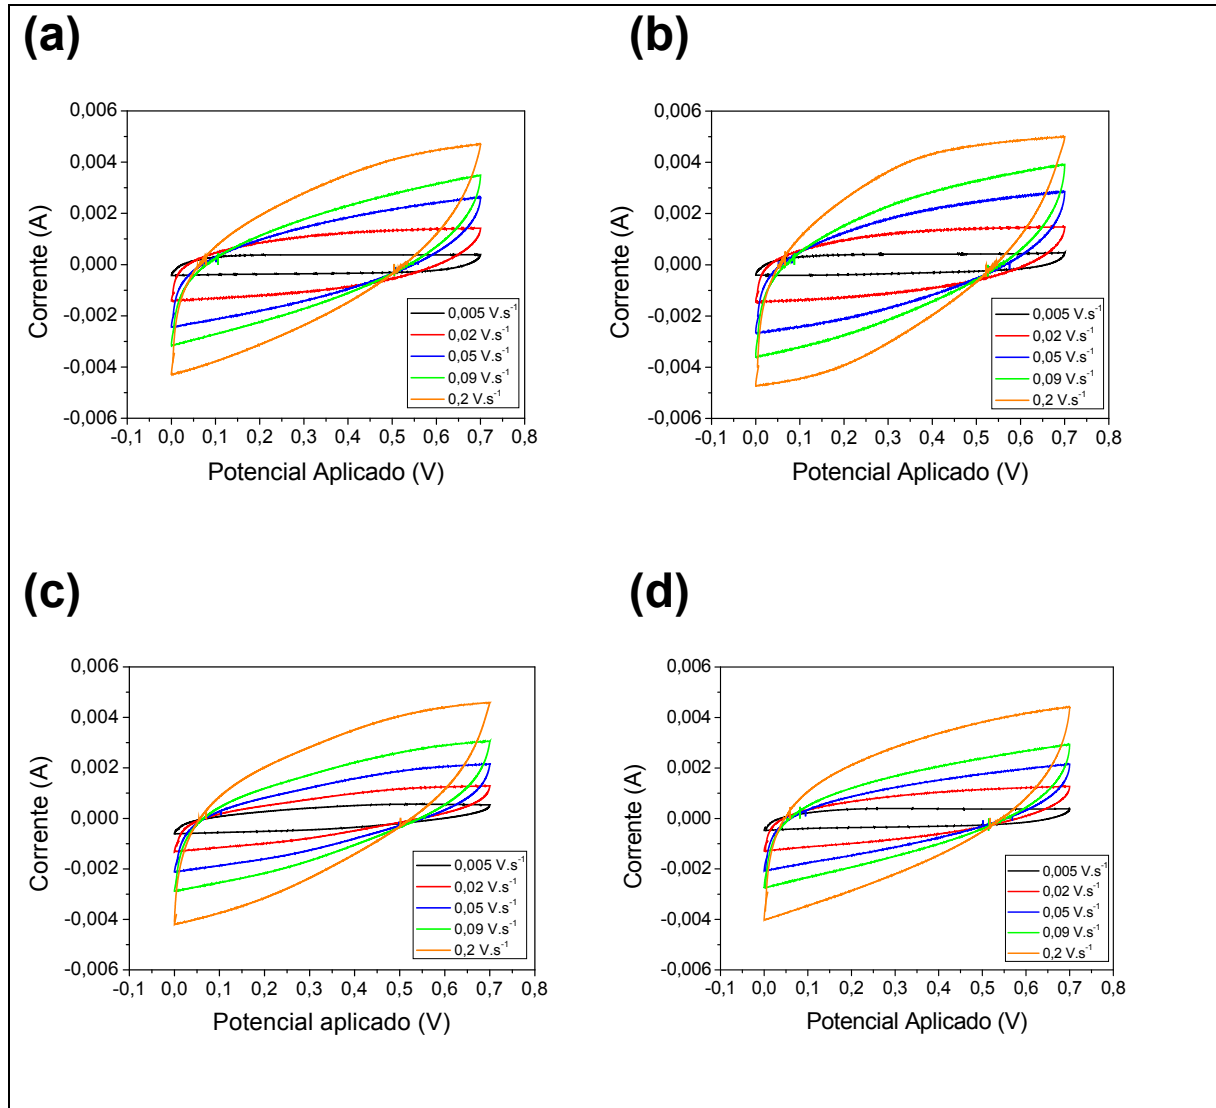 (a)
0,006
0,004
0,002
0,000
-0,002
-0,004
-0,006
Corrente (A)
-0,1 0,0 0,1 0,2 0,3 0,4 0,5 0,6 0,7 0,8
Potencial Aplicado (V)
0,005 V.s⁻¹
0,02 V.s⁻¹
0,05 V.s⁻¹
0,09 V.s⁻¹
0,2 V.s⁻¹
(b)
0,006
0,004
0,002
0,000
-0,002
-0,004
-0,006
Corrente (A)
-0,1 0,0 0,1 0,2 0,3 0,4 0,5 0,6 0,7 0,8
Potencial Aplicado (V)
0,005 V.s⁻¹
0,02 V.s⁻¹
0,05 V.s⁻¹
0,09 V.s⁻¹
0,2 V.s⁻¹
(c)
0,006
0,004
0,002
0,000
-0,002
-0,004
-0,006
Corrente (A)
-0,1 0,0 0,1 0,2 0,3 0,4 0,5 0,6 0,7 0,8
Potencial aplicado (V)
0,005 V.s⁻¹
0,02 V.s⁻¹
0,05 V.s⁻¹
0,09 V.s⁻¹
0,2 V.s⁻¹
(d)
0,006
0,004
0,002
0,000
-0,002
-0,004
-0,006
Corrente (A)
-0,1 0,0 0,1 0,2 0,3 0,4 0,5 0,6 0,7 0,8
Potencial Aplicado (V)
0,005 V.s⁻¹
0,02 V.s⁻¹
0,05 V.s⁻¹
0,09 V.s⁻¹
0,2 V.s⁻¹